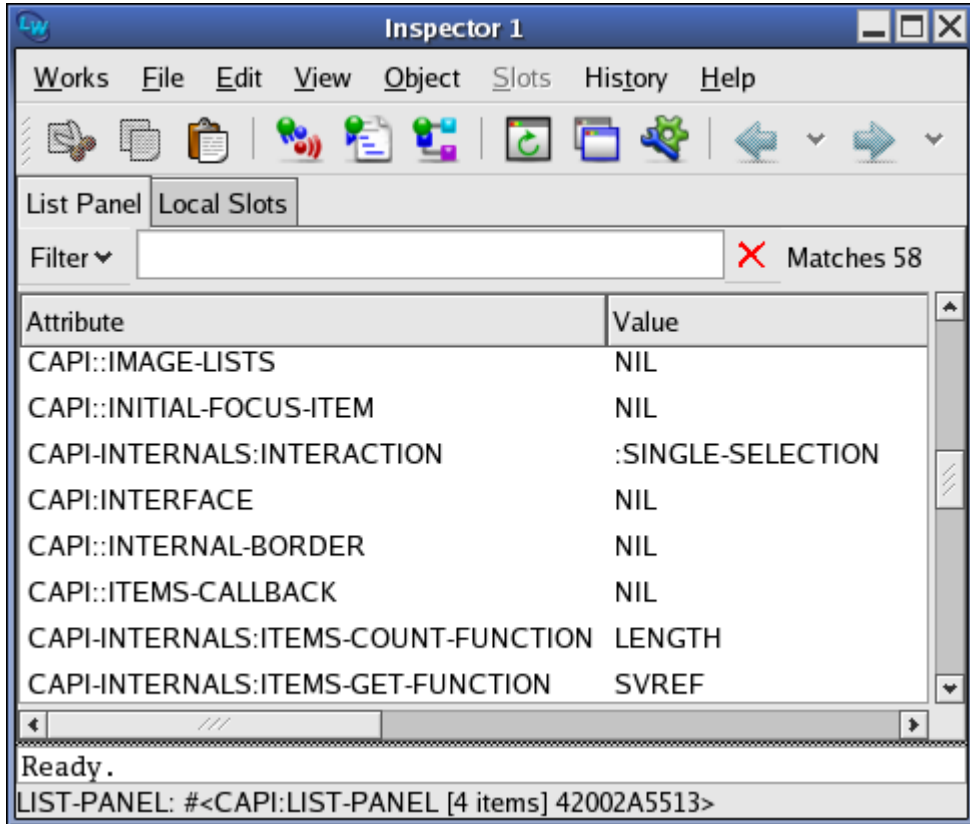 LW Inspector 1
Works File Edit View Object Slots History Help
List Panel Local Slots
Filter Matches 58
Attribute Value
CAPI::IMAGE-LISTS NIL
CAPI::INITIAL-FOCUS-ITEM NIL
CAPI-INTERNALS:INTERACTION :SINGLE-SELECTION
CAPI:INTERFACE NIL
CAPI::INTERNAL-BORDER NIL
CAPI::ITEMS-CALLBACK NIL
CAPI-INTERNALS:ITEMS-COUNT-FUNCTION LENGTH
CAPI-INTERNALS:ITEMS-GET-FUNCTION SVREF
Ready.
LIST-PANEL: #<CAPI:LIST-PANEL [4 items] 42002A5513>